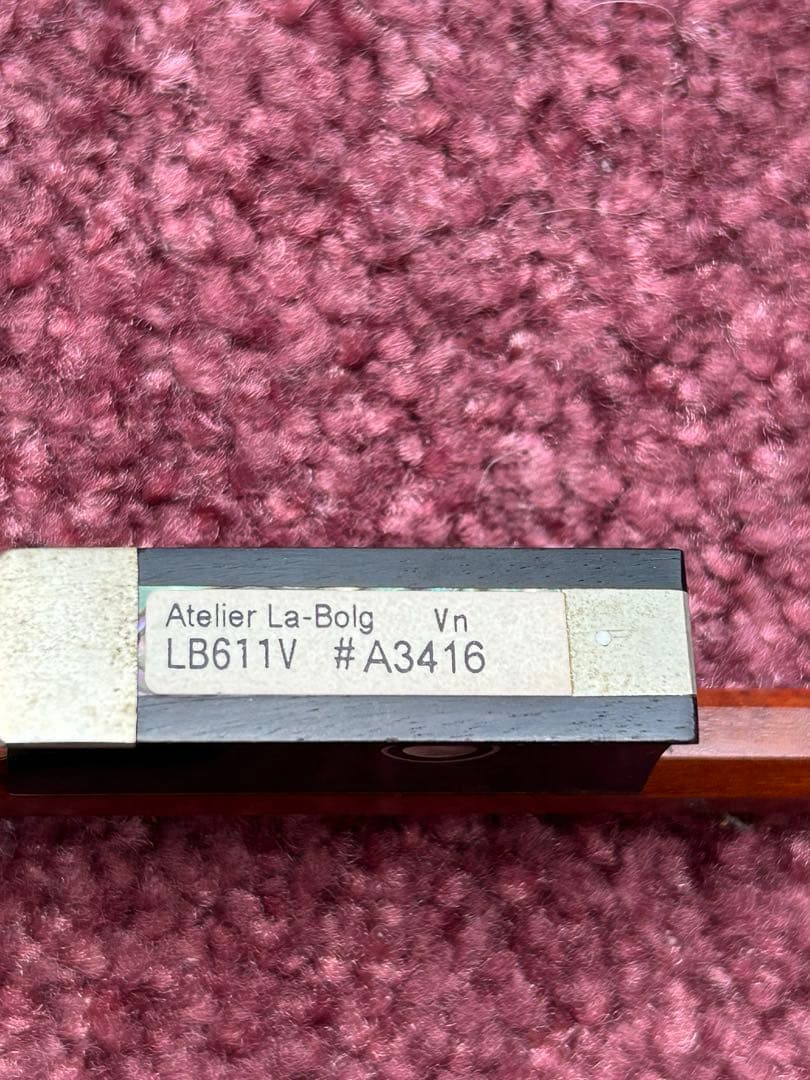 Atelier La-Bolg Vn
LB611V #A3416